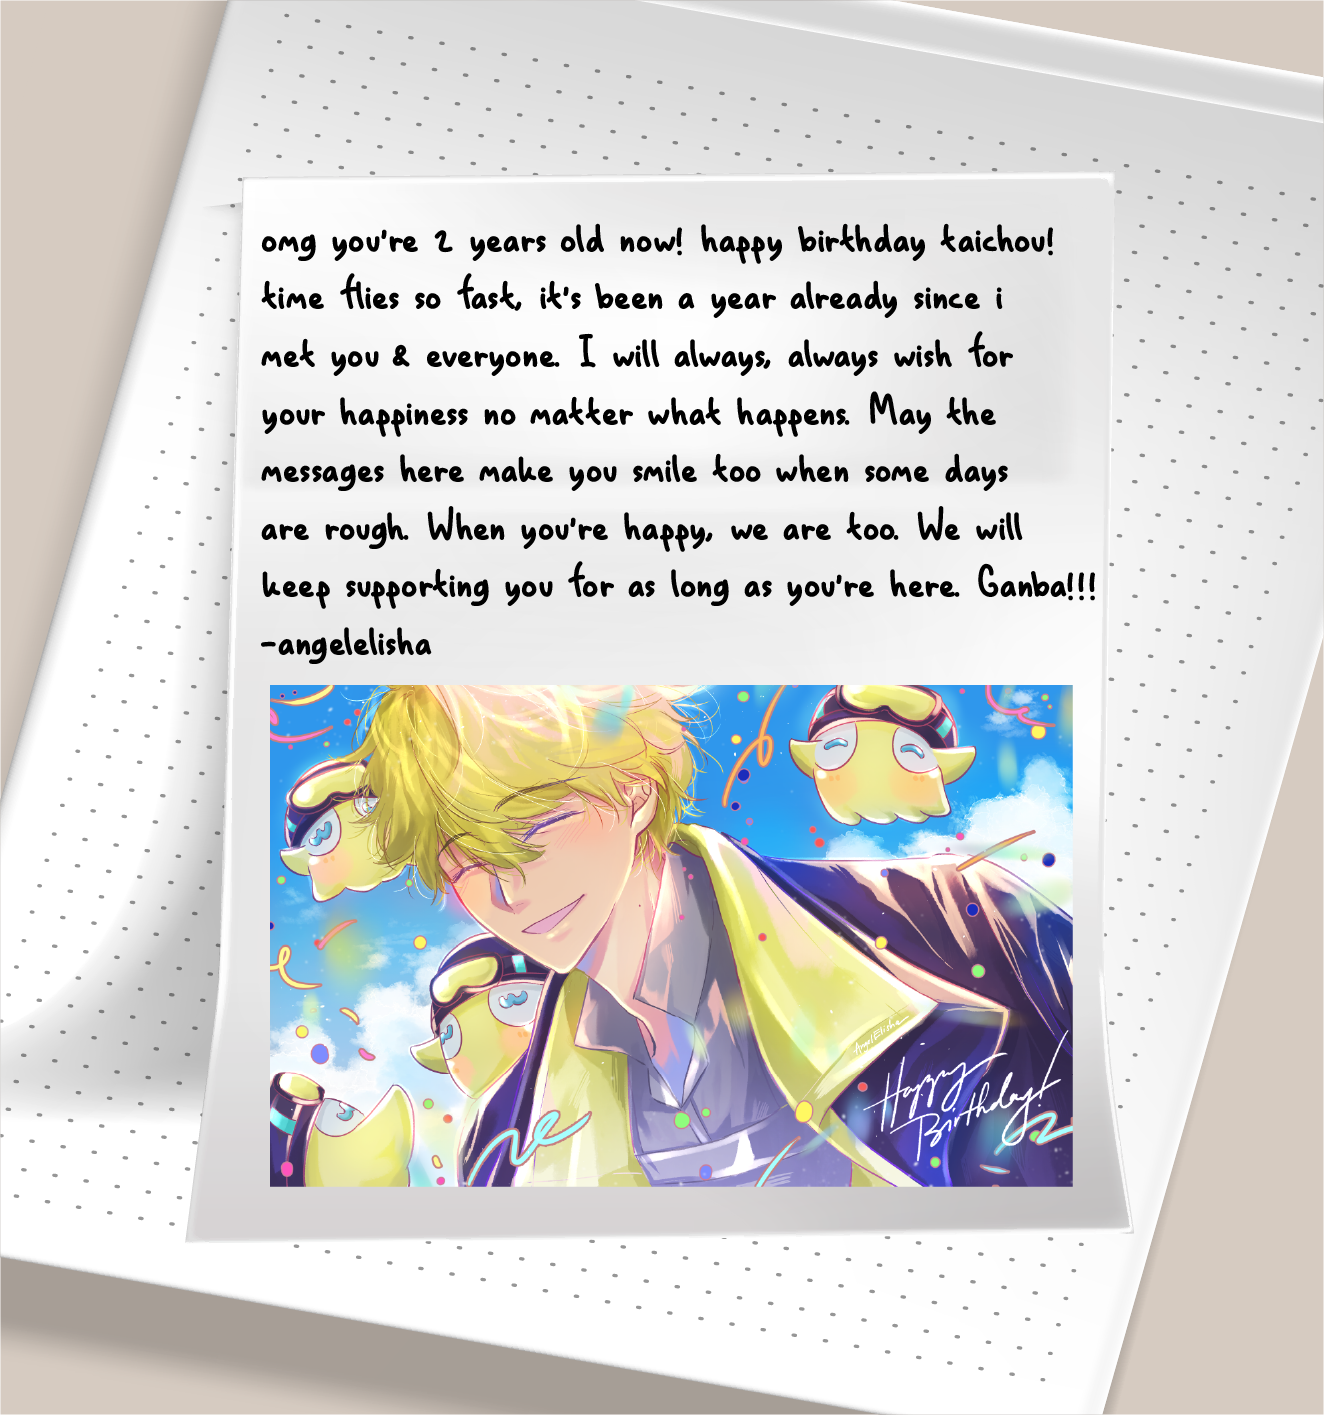 omg you're 2 years old now! happy birthday taichou!
time flies so fast, it's been a year already since i
met you & everyone. I will always, always wish for
your happiness no matter what happens. May the
messages here make you smile too when some days
are rough. When you're happy, we are too. We will
keep supporting you for as long as you're here. Ganba!!!
-angelelisha
AngelElisha
Happy
Birthday!